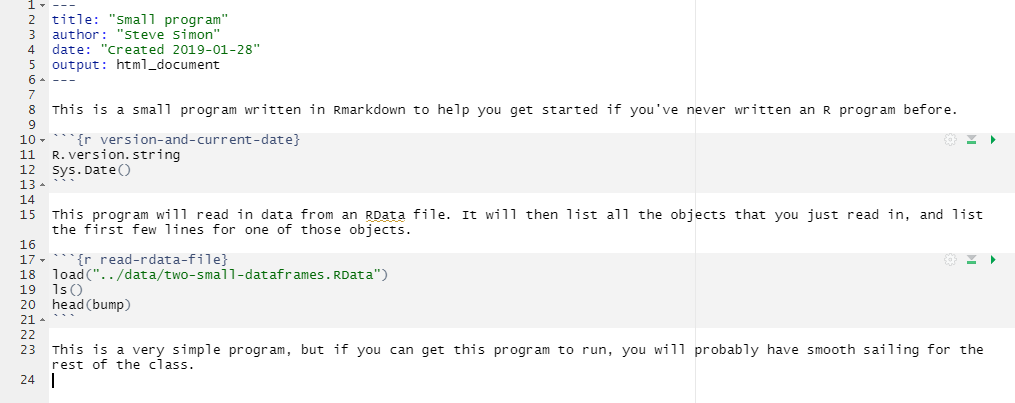 1 ---
2 title: "Small program"
3 author: "Steve Simon"
4 date: "Created 2019-01-28"
5 output: html_document
6 ---
7
8 This is a small program written in Rmarkdown to help you get started if you've never written an R program before.
9
10 ```{r version-and-current-date}
11 R.version.string
12 Sys.Date()
13 ```
14
15 This program will read in data from an RData file. It will then list all the objects that you just read in, and list
the first few lines for one of those objects.
16
17 ```{r read-rdata-file}
18 load("../data/two-small-dataframes.RData")
19 ls()
20 head(bump)
21 ```
22
23 This is a very simple program, but if you can get this program to run, you will probably have smooth sailing for the
rest of the class.
24